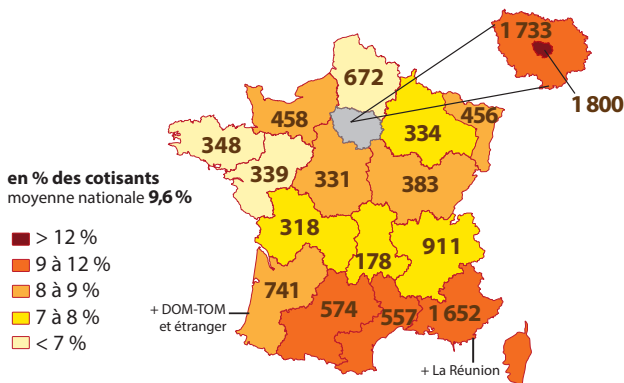 1 733
672
1 800
458
456
334
348
339
331
383
en % des cotisants
moyenne nationale 9,6 %
318
911
178
> 12 %
9 à 12 %
8 à 9 %
7 à 8 %
< 7 %
741
574
557
1 652
+ DOM-TOM
et étranger
+ La Réunion